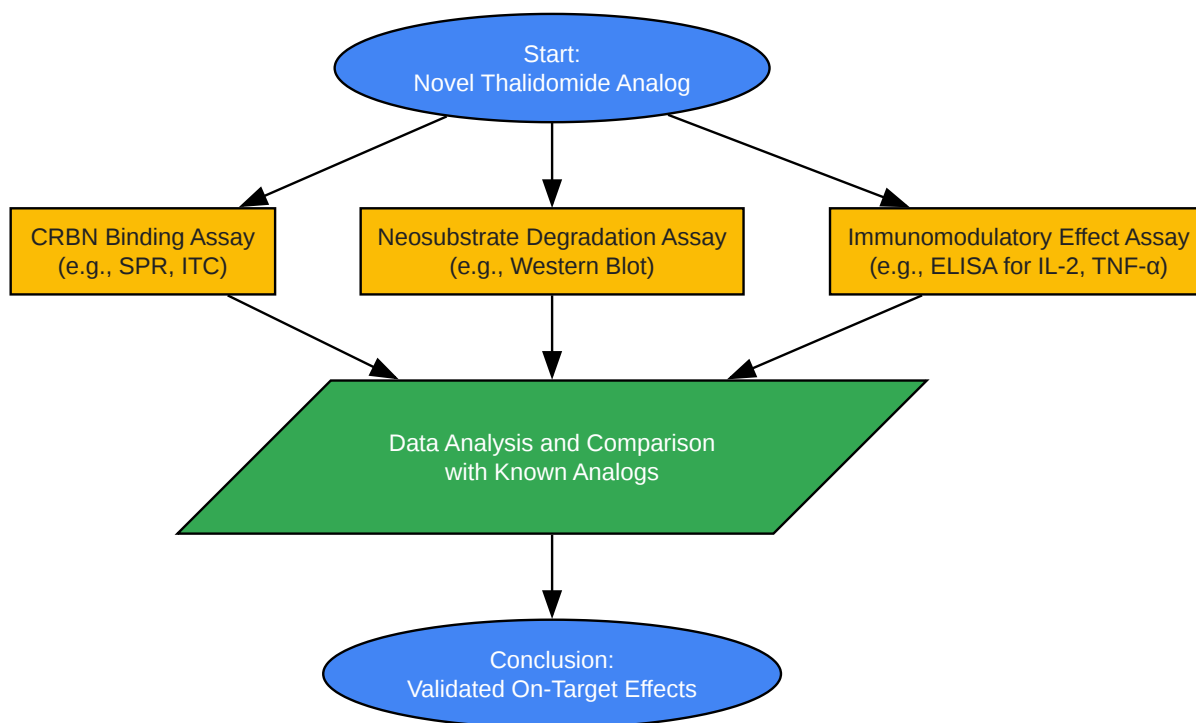 Start:
Novel Thalidomide Analog
CRBN Binding Assay
(e.g., SPR, ITC)
Neosubstrate Degradation Assay
(e.g., Western Blot)
Immunomodulatory Effect Assay
(e.g., ELISA for IL-2, TNF-α)
Data Analysis and Comparison
with Known Analogs
Conclusion:
Validated On-Target Effects